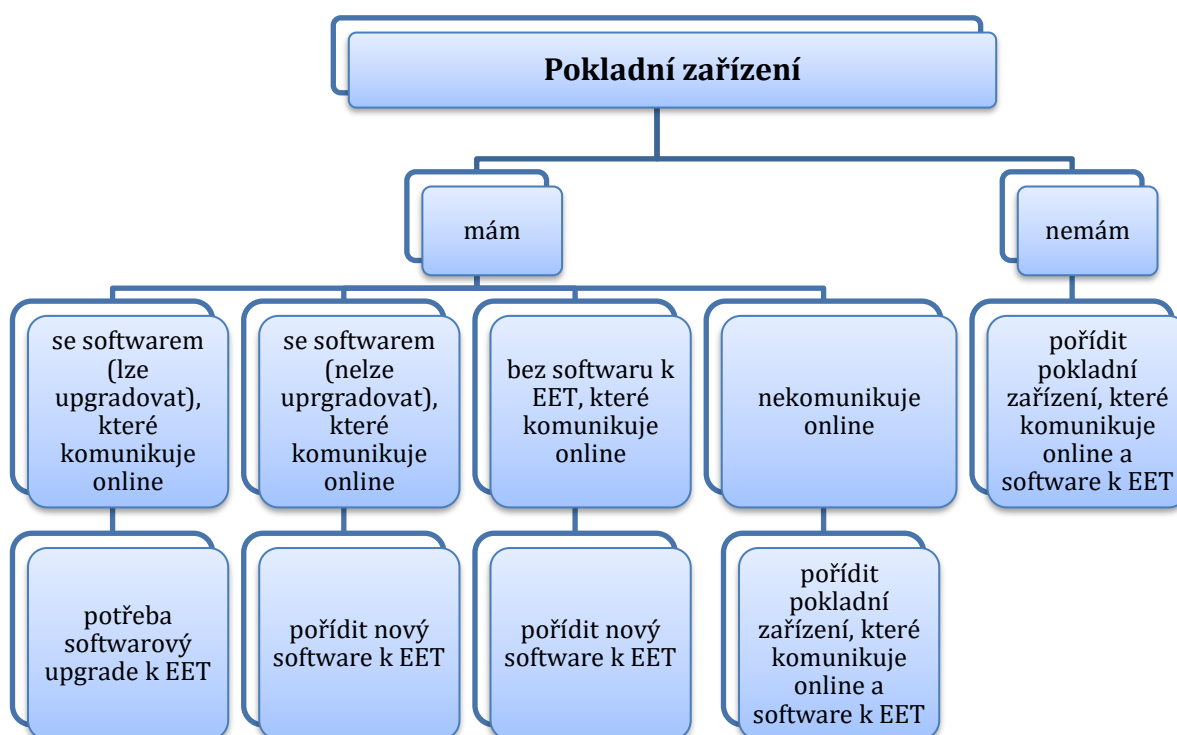 Pokladní zařízení
mám
nemám
se softwarem
(lze
upgradovat),
které
komunikuje
online
se softwarem
(nelze
uprgradovat),
které
komunikuje
online
bez softwaru k
EET, které
komunikuje
online
nekomunikuje
online
pořídit
pokladní
zařízení, které
komunikuje
online a
software k EET
potřeba
softwarový
upgrade k EET
pořídit nový
software k EET
pořídit nový
software k EET
pořídit
pokladní
zařízení, které
komunikuje
online a
software k EET